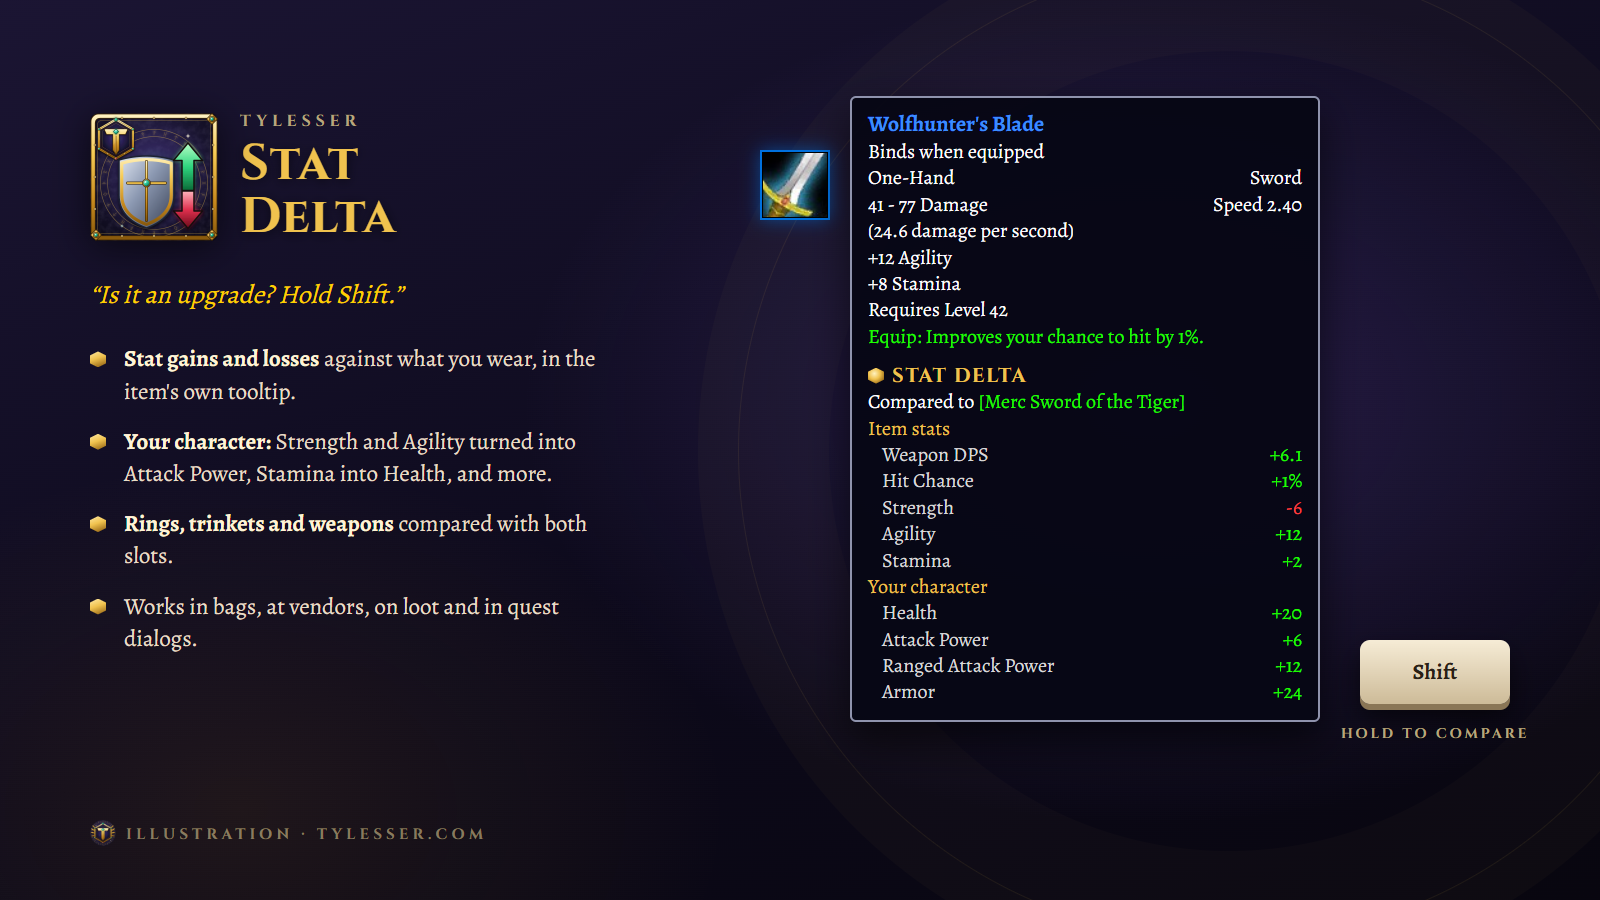 TYLESSER
STAT
DELTA
“Is it an upgrade? Hold Shift.”
Stat gains and losses against what you wear, in the
item's own tooltip.
Your character: Strength and Agility turned into
Attack Power, Stamina into Health, and more.
Rings, trinkets and weapons compared with both
slots.
Works in bags, at vendors, on loot and in quest
dialogs.
ILLUSTRATION · TYLESSER.COM
Wolfhunter's Blade
Binds when equipped
One-Hand Sword
41 - 77 Damage Speed 2.40
(24.6 damage per second)
+12 Agility
+8 Stamina
Requires Level 42
Equip: Improves your chance to hit by 1%.
STAT DELTA
Compared to [Merc Sword of the Tiger]
Item stats
Weapon DPS +6.1
Hit Chance +1%
Strength -6
Agility +12
Stamina +2
Your character
Health +20
Attack Power +6
Ranged Attack Power +12
Armor +24
Shift
HOLD TO COMPARE